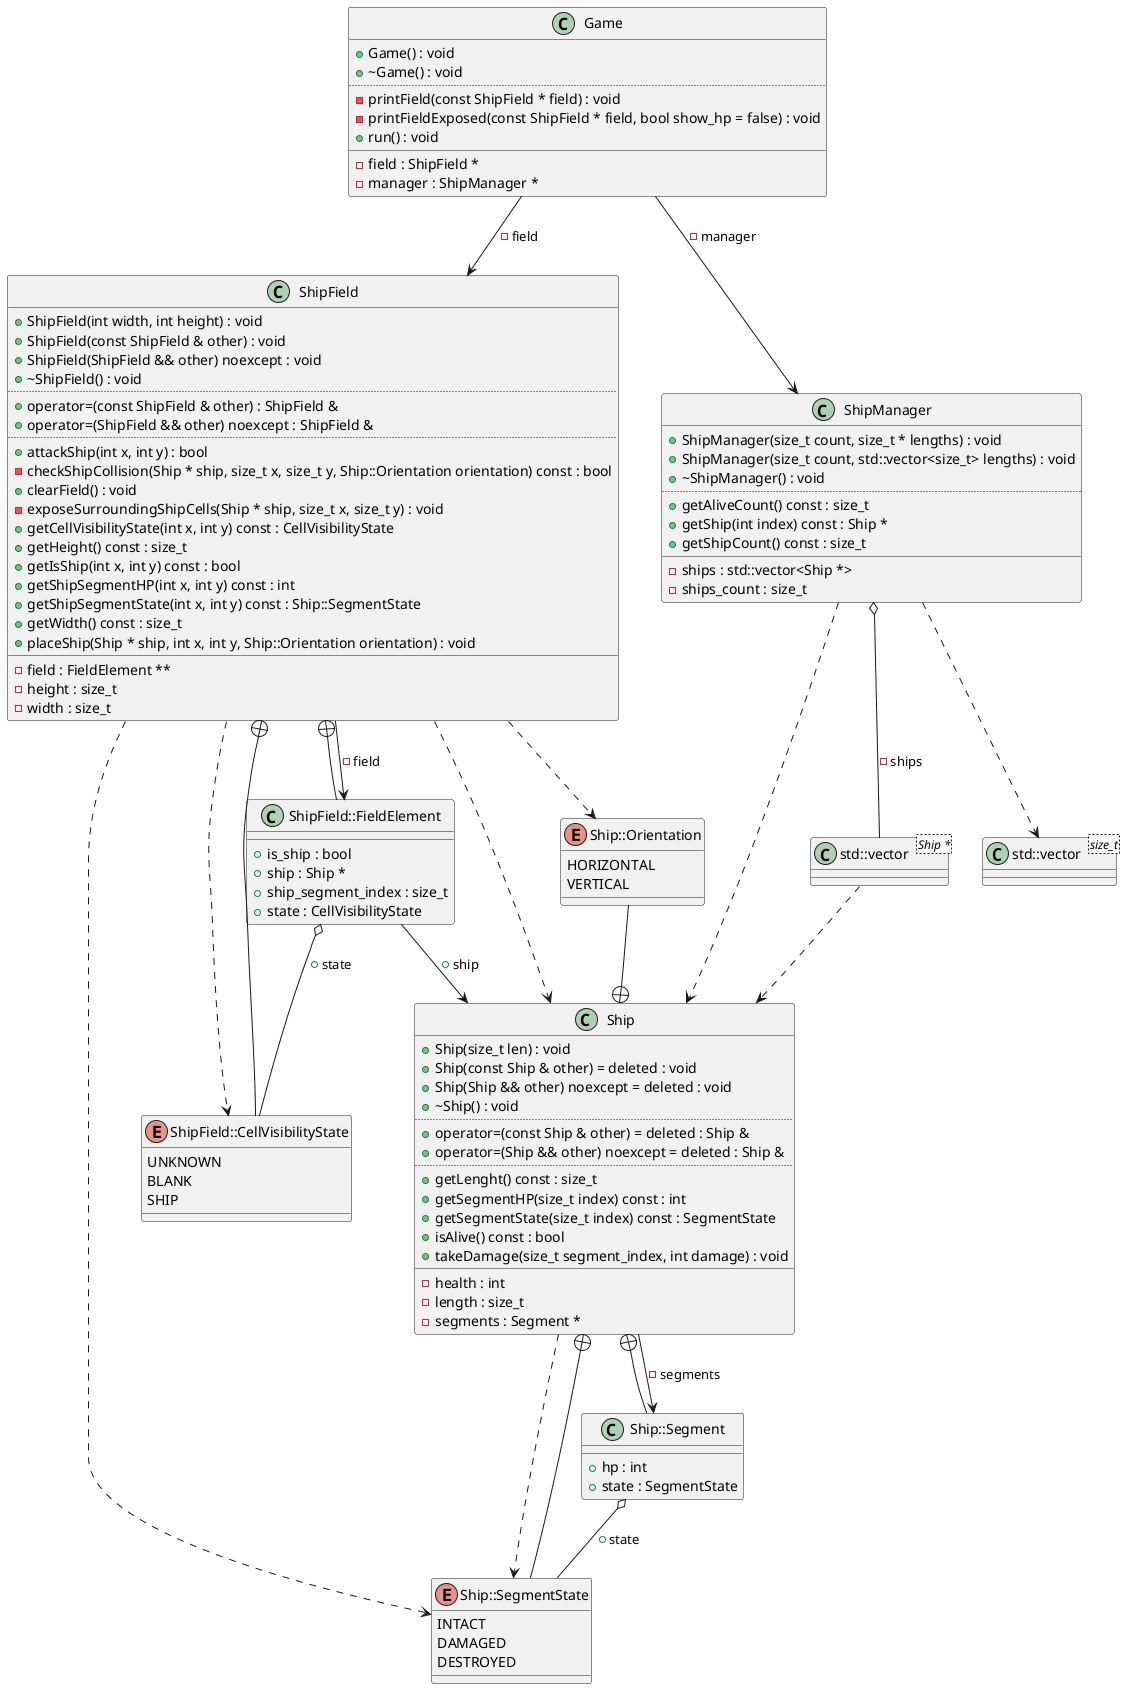 C Game
Game() : void
~Game() : void
printField(const ShipField * field) : void
printFieldExposed(const ShipField * field, bool show_hp = false) : void
run() : void
field : ShipField *
manager : ShipManager *
field
manager
C ShipField
ShipField(int width, int height) : void
ShipField(const ShipField & other) : void
ShipField(ShipField && other) noexcept : void
~ShipField() : void
operator=(const ShipField & other) : ShipField &
operator=(ShipField && other) noexcept : ShipField &
attackShip(int x, int y) : bool
checkShipCollision(Ship * ship, size_t x, size_t y, Ship::Orientation orientation) const : bool
clearField() : void
exposeSurroundingShipCells(Ship * ship, size_t x, size_t y) : void
getCellVisibilityState(int x, int y) const : CellVisibilityState
getHeight() const : size_t
getIsShip(int x, int y) const : bool
getShipSegmentHP(int x, int y) const : int
getShipSegmentState(int x, int y) const : Ship::SegmentState
getWidth() const : size_t
placeShip(Ship * ship, int x, int y, Ship::Orientation orientation) : void
field : FieldElement **
height : size_t
width : size_t
C ShipManager
ShipManager(size_t count, size_t * lengths) : void
ShipManager(size_t count, std::vector<size_t> lengths) : void
~ShipManager() : void
getAliveCount() const : size_t
getShip(int index) const : Ship *
getShipCount() const : size_t
ships : std::vector<Ship *>
ships_count : size_t
field
ships
C ShipField::FieldElement
is_ship : bool
ship : Ship *
ship_segment_index : size_t
state : CellVisibilityState
E Ship::Orientation
HORIZONTAL
VERTICAL
C std::vector Ship *
C std::vector size_t
state
ship
E ShipField::CellVisibilityState
UNKNOWN
BLANK
SHIP
C Ship
Ship(size_t len) : void
Ship(const Ship & other) = deleted : void
Ship(Ship && other) noexcept = deleted : void
~Ship() : void
operator=(const Ship & other) = deleted : Ship &
operator=(Ship && other) noexcept = deleted : Ship &
getLenght() const : size_t
getSegmentHP(size_t index) const : int
getSegmentState(size_t index) const : SegmentState
isAlive() const : bool
takeDamage(size_t segment_index, int damage) : void
health : int
length : size_t
segments : Segment *
segments
C Ship::Segment
hp : int
state : SegmentState
state
E Ship::SegmentState
INTACT
DAMAGED
DESTROYED